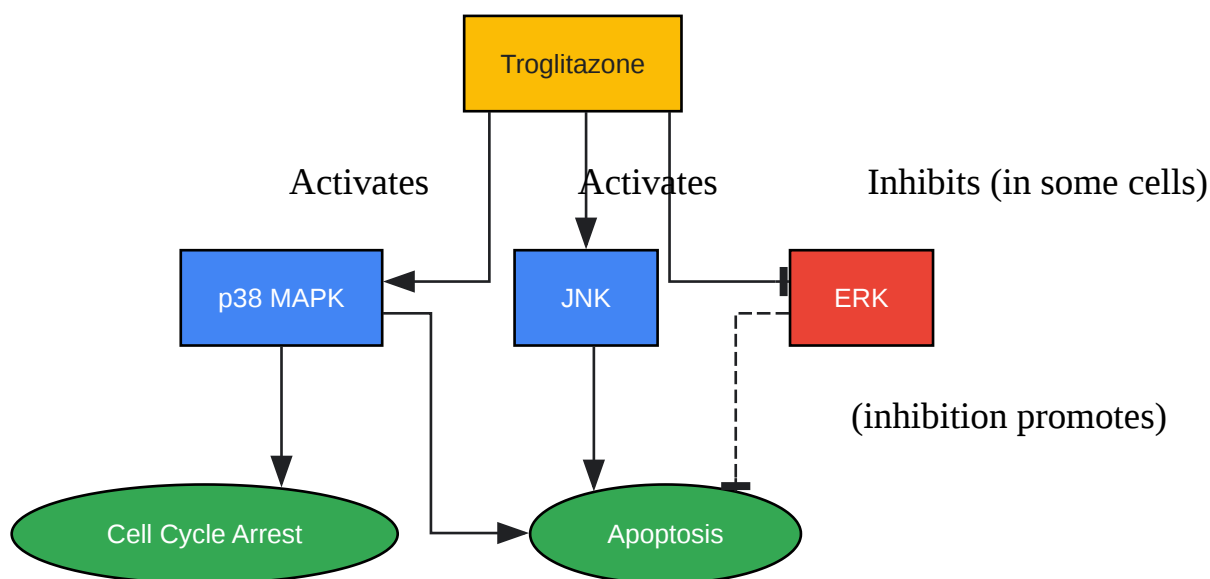 Troglitazone
Activates
Activates
Inhibits (in some cells)
p38 MAPK
JNK
ERK
(inhibition promotes)
Cell Cycle Arrest
Apoptosis